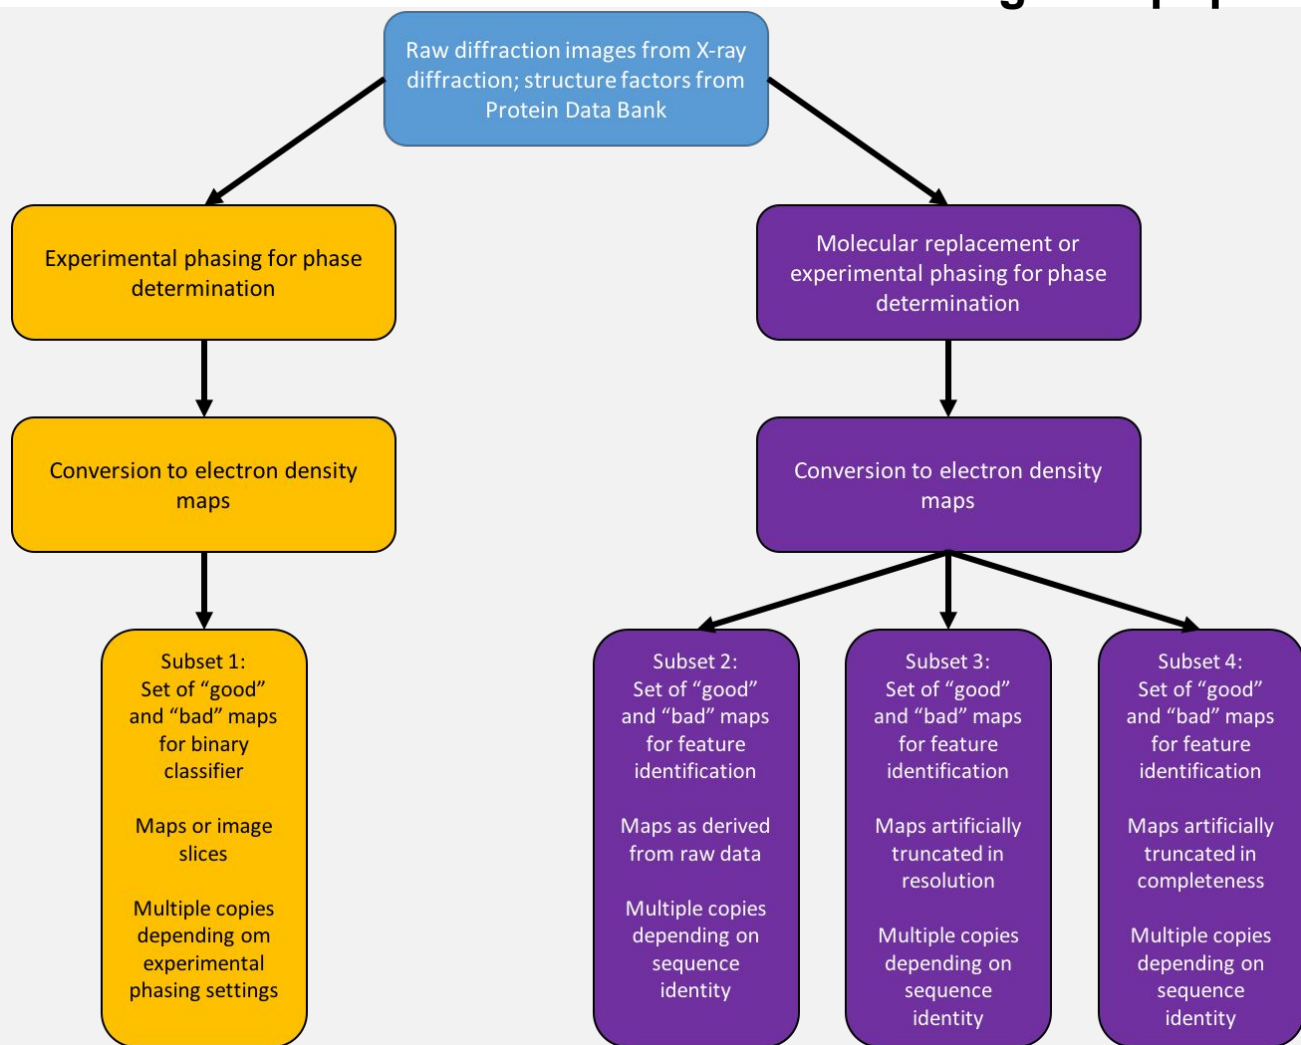 Raw diffraction images from X-ray
diffraction; structure factors from
Protein Data Bank
Experimental phasing for phase
determination
Molecular replacement or
experimental phasing for phase
determination
Conversion to electron density
maps
Conversion to electron density
maps
Subset 1:
Set of “good”
and “bad” maps
for binary
classifier
Maps or image
slices
Multiple copies
depending om
experimental
phasing settings
Subset 2:
Set of “good”
and “bad” maps
for feature
identification
Maps as derived
from raw data
Multiple copies
depending on
sequence
identity
Subset 3:
Set of “good”
and “bad” maps
for feature
identification
Maps artificially
truncated in
resolution
Multiple copies
depending on
sequence
identity
Subset 4:
Set of “good”
and “bad” maps
for feature
identification
Maps artificially
truncated in
completeness
Multiple copies
depending on
sequence
identity